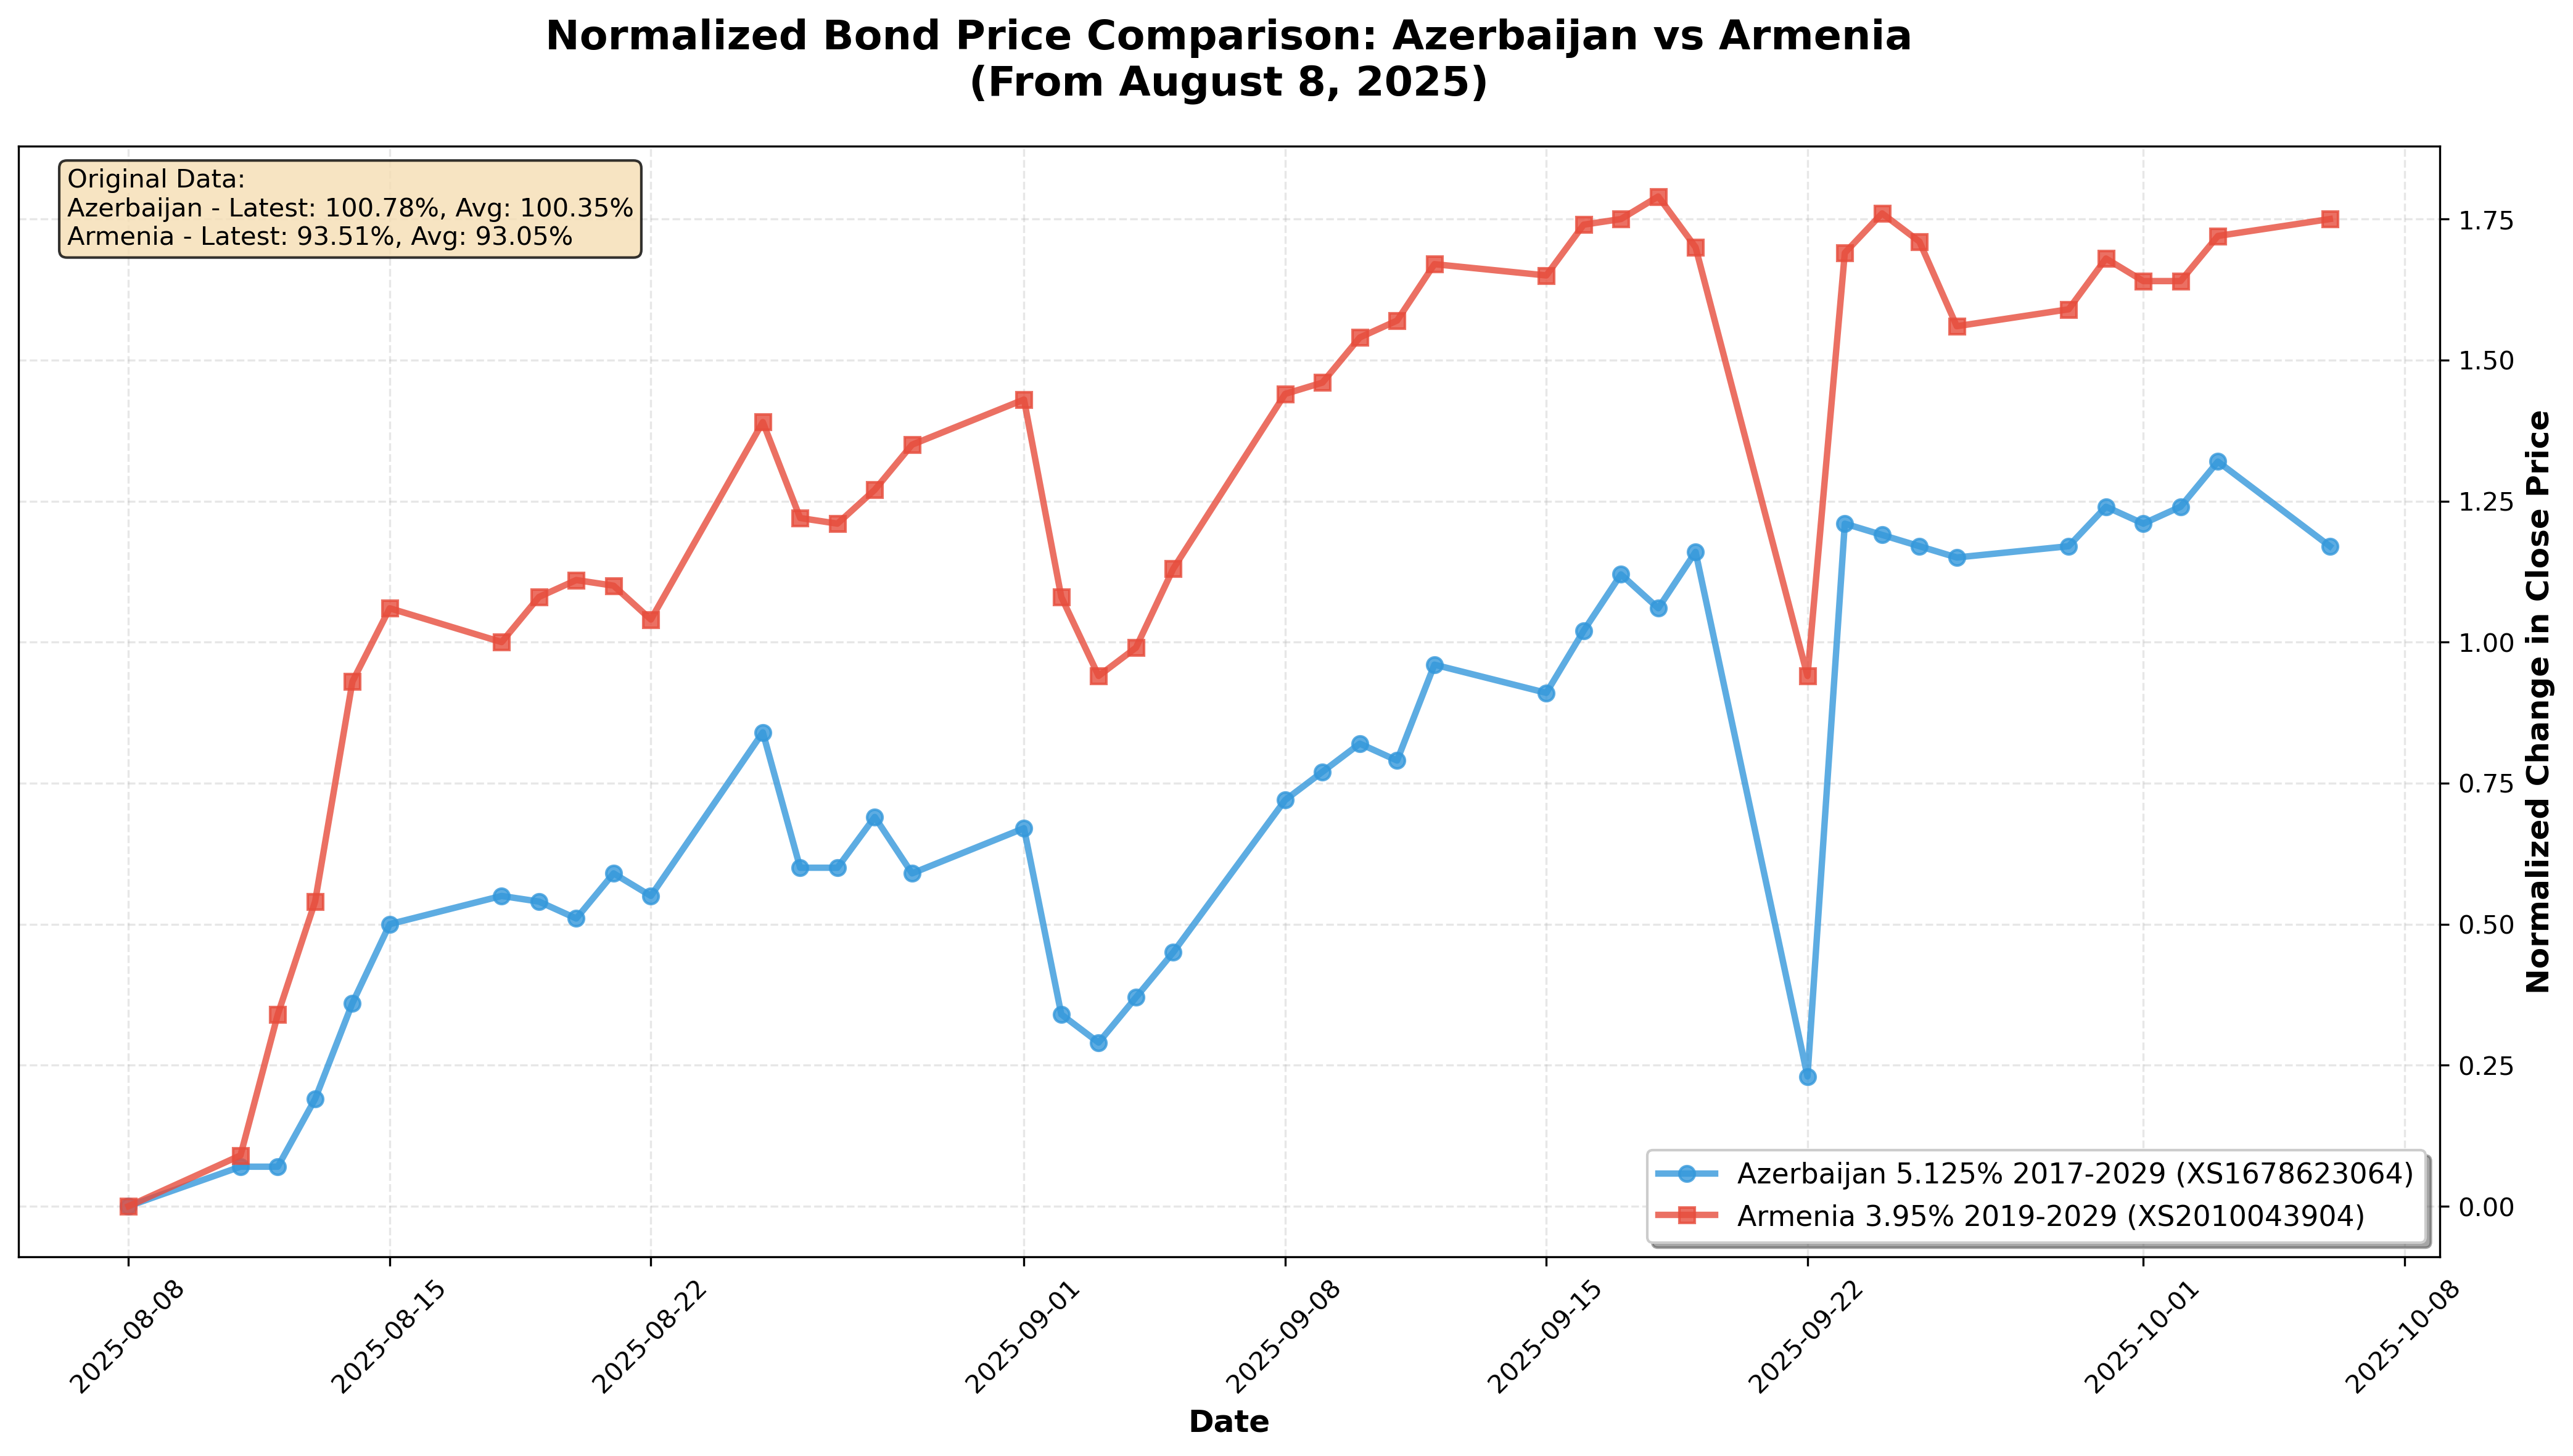 Normalized Bond Price Comparison: Azerbaijan vs Armenia
(From August 8, 2025)
Original Data:
Azerbaijan - Latest: 100.78%, Avg: 100.35%
Armenia - Latest: 93.51%, Avg: 93.05%
1.75
1.50
1.25
1.00
0.75
0.50
0.25
0.00
Normalized Change in Close Price
Azerbaijan 5.125% 2017-2029 (XS1678623064)
Armenia 3.95% 2019-2029 (XS2010043904)
2025-08-08
2025-08-15
2025-08-22
2025-09-01
2025-09-08
2025-09-15
2025-09-22
2025-10-01
2025-10-08
Date